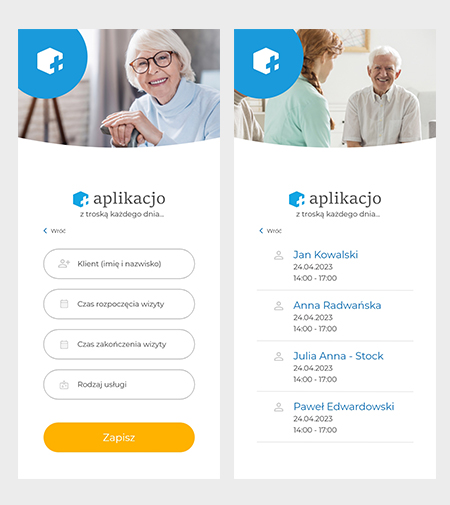 aplikacjo
z troską każdego dnia...
Wróć
Klient (imię i nazwisko)
Czas rozpoczęcia wizyty
Czas zakończenia wizyty
Rodzaj usługi
Zapisz
aplikacjo
z troską każdego dnia...
Wróć
Jan Kowalski
24.04.2023
14:00 - 17:00
Anna Radwańska
24.04.2023
14:00 - 17:00
Julia Anna - Stock
24.04.2023
14:00 - 17:00
Paweł Edwardowski
24.04.2023
14:00 - 17:00